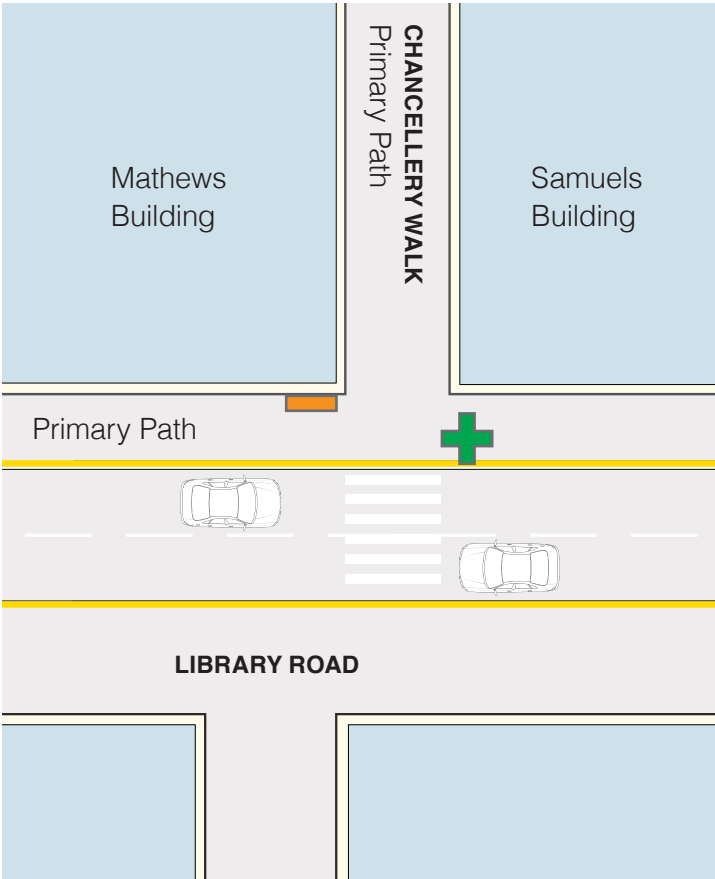 CHANCELLERY WALK
Primary Path
Mathews
Building
Samuels
Building
Primary Path
LIBRARY ROAD